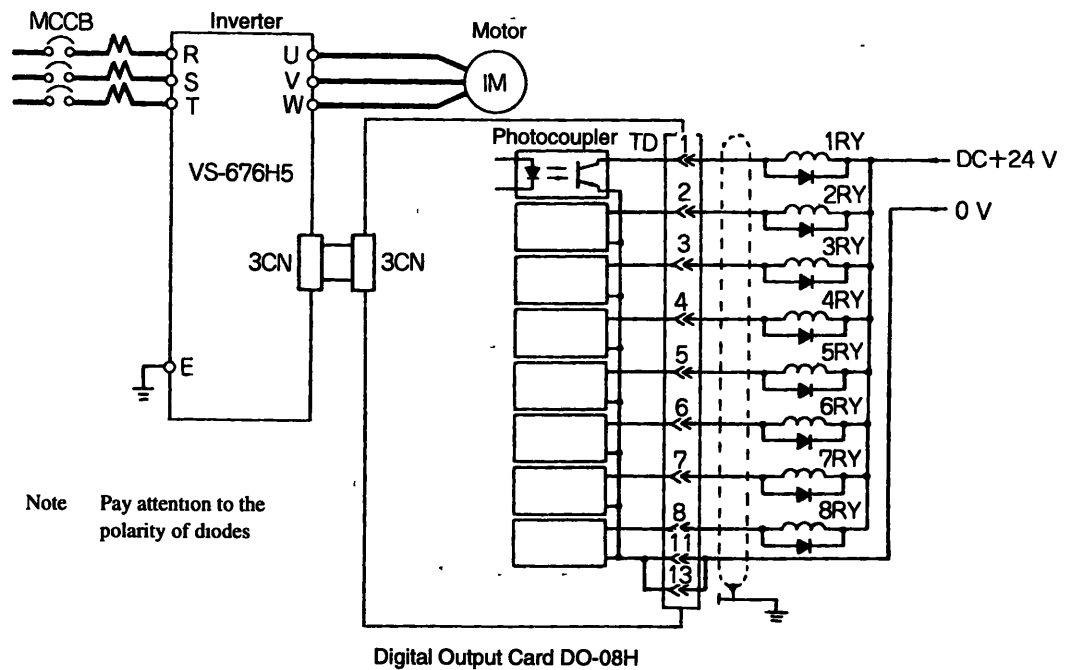 MCCB
Inverter
Motor
R
S
T
U
V
W
IM
VS-676H5
3CN
3CN
E
Photocoupler
TD
1
2
3
4
5
6
7
8
11
13
1RY
2RY
3RY
4RY
5RY
6RY
7RY
8RY
DC+24 V
0 V
Note Pay attention to the
polarity of diodes
Digital Output Card DO-08H